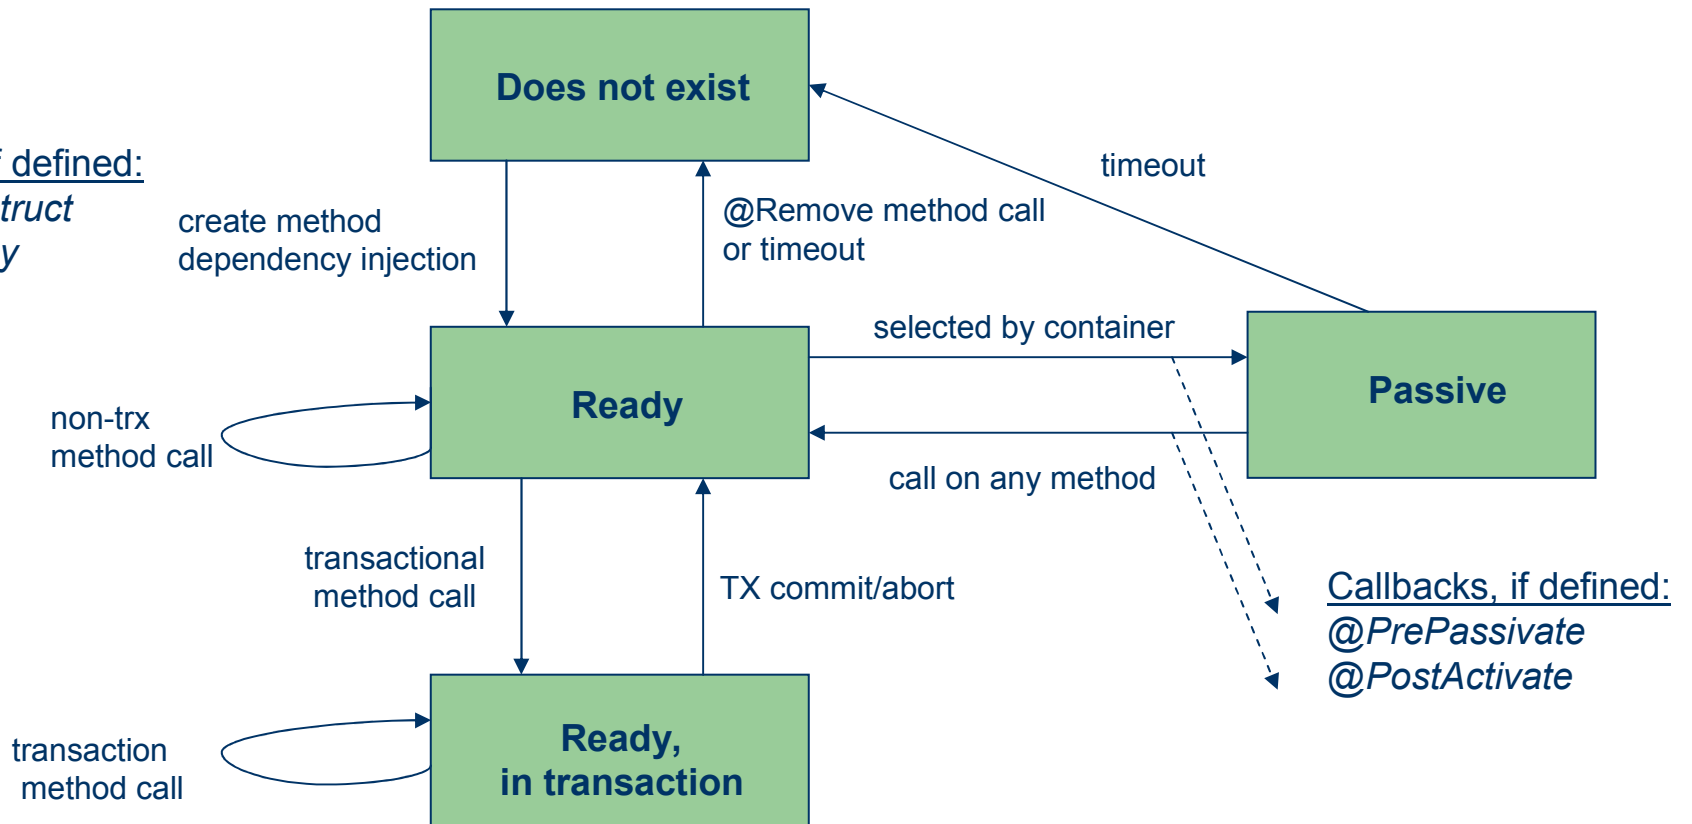 Does not exist
timeout
defined:
create method
dependency injection
@Remove method call
or timeout
selected by container
Ready
Passive
non-trx
method call
call on any method
transactional
method call
TX commit/abort
Callbacks, if defined:
@PrePassivate
@PostActivate
Ready,
in transaction
transaction
method call